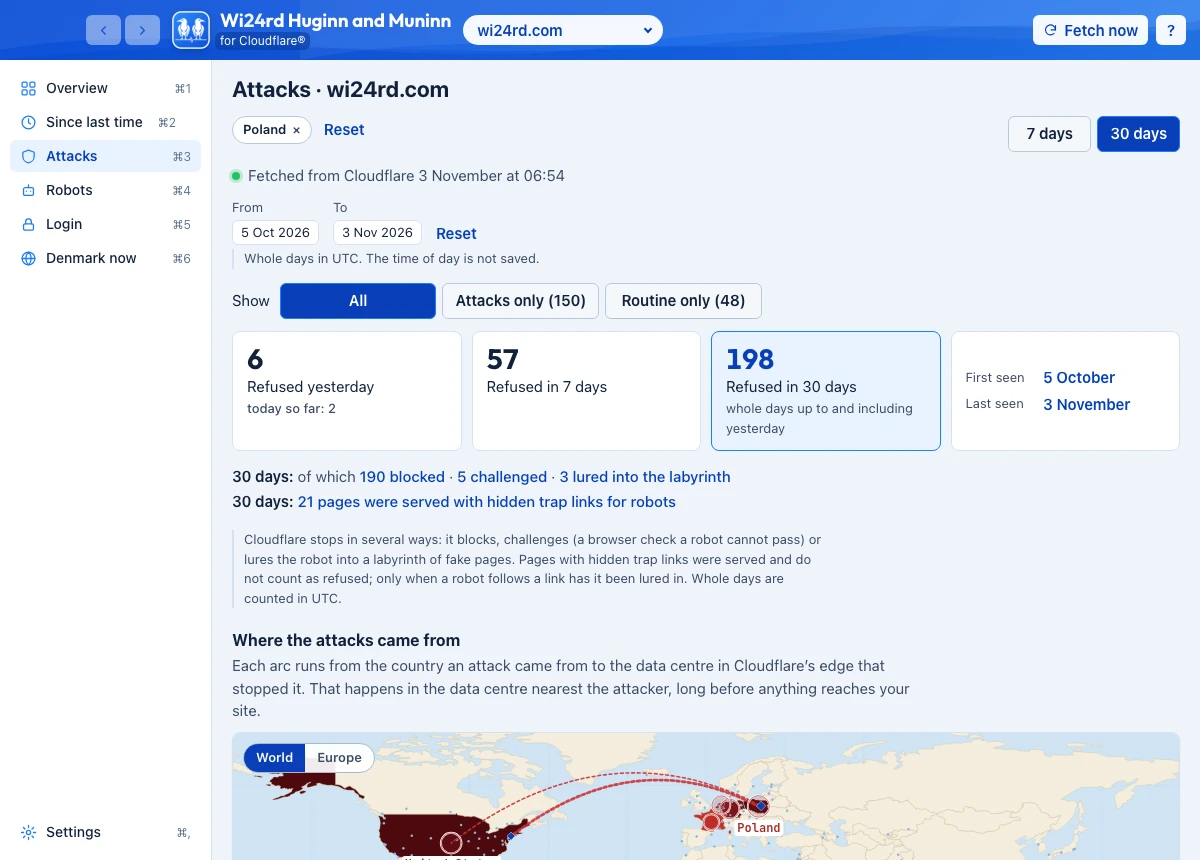 Wi24rd Huginn and Muninn
for Cloudflare®
wi24rd.com
Fetch now
?
Overview ⌘1
Since last time ⌘2
Attacks ⌘3
Robots ⌘4
Login ⌘5
Denmark now ⌘6
Settings ⌘,
Attacks · wi24rd.com
Poland × Reset
7 days 30 days
Fetched from Cloudflare 3 November at 06:54
From To
5 Oct 2026 3 Nov 2026 Reset
Whole days in UTC. The time of day is not saved.
Show All Attacks only (150) Routine only (48)
6
Refused yesterday
today so far: 2
57
Refused in 7 days
198
Refused in 30 days
whole days up to and including
yesterday
First seen 5 October
Last seen 3 November
30 days: of which 190 blocked · 5 challenged · 3 lured into the labyrinth
30 days: 21 pages were served with hidden trap links for robots
Cloudflare stops in several ways: it blocks, challenges (a browser check a robot cannot pass) or
lures the robot into a labyrinth of fake pages. Pages with hidden trap links were served and do
not count as refused; only when a robot follows a link has it been lured in. Whole days are
counted in UTC.
Where the attacks came from
Each arc runs from the country an attack came from to the data centre in Cloudflare’s edge that
stopped it. That happens in the data centre nearest the attacker, long before anything reaches your
site.
World Europe
Poland